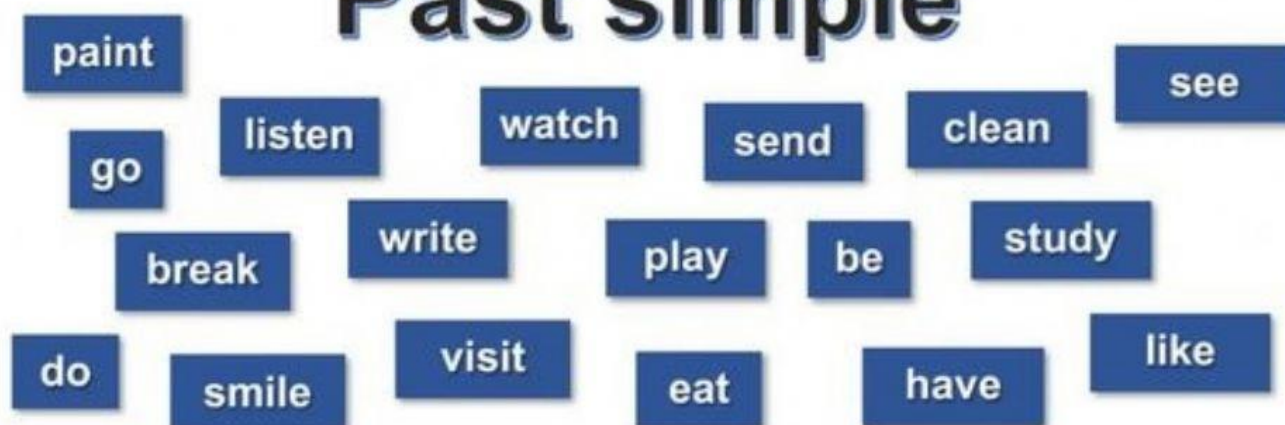 Past simple
paint
see
listen
watch
send
clean
go
write
play
be
study
break
do
smile
visit
eat
have
like